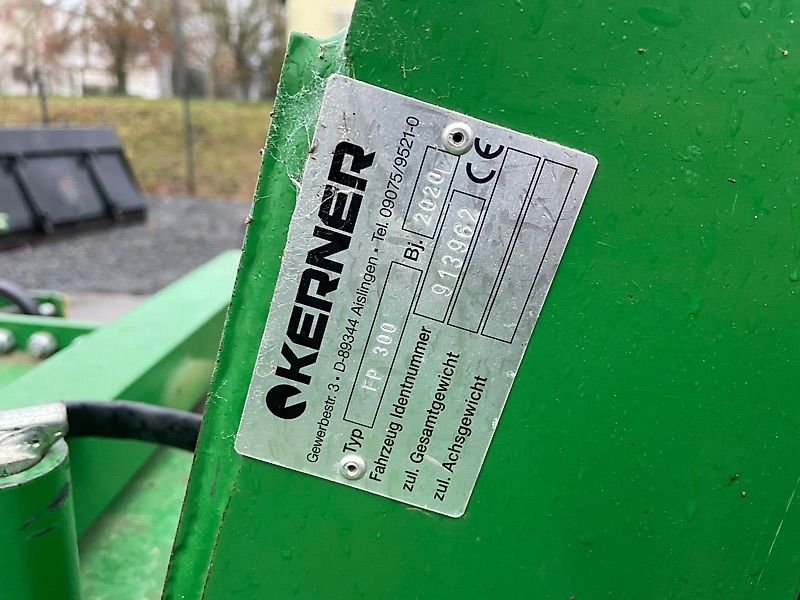 KERNER
Gewerbestr. 3 • D-89344 Aislingen • Tel. 09075/9521-0
Typ FP 300 Bj. 2020 CE
Fahrzeug Identnummer 913962
zul. Gesamtgewicht
zul. Achsgewicht